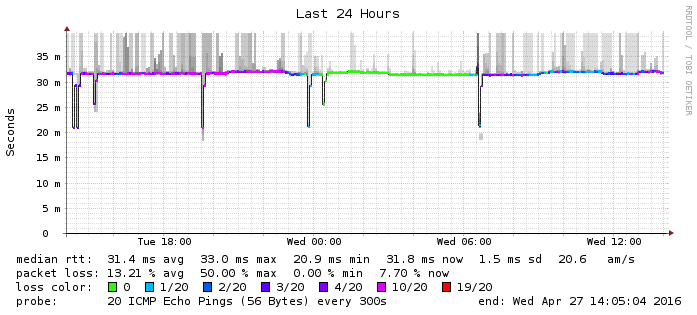 Last 24 Hours
RRDTOOL / TOBI OETIKER
Seconds
35 m
30 m
25 m
20 m
15 m
10 m
5 m
0
Tue 18:00 Wed 00:00 Wed 06:00 Wed 12:00
median rtt: 31.4 ms avg 33.0 ms max 20.9 ms min 31.8 ms now 1.5 ms sd 20.6 am/s
packet loss: 13.21 % avg 50.00 % max 0.00 % min 7.70 % now
loss color: 0 1/20 2/20 3/20 4/20 10/20 19/20
probe: 20 ICMP Echo Pings (56 Bytes) every 300s end: Wed Apr 27 14:05:04 2016